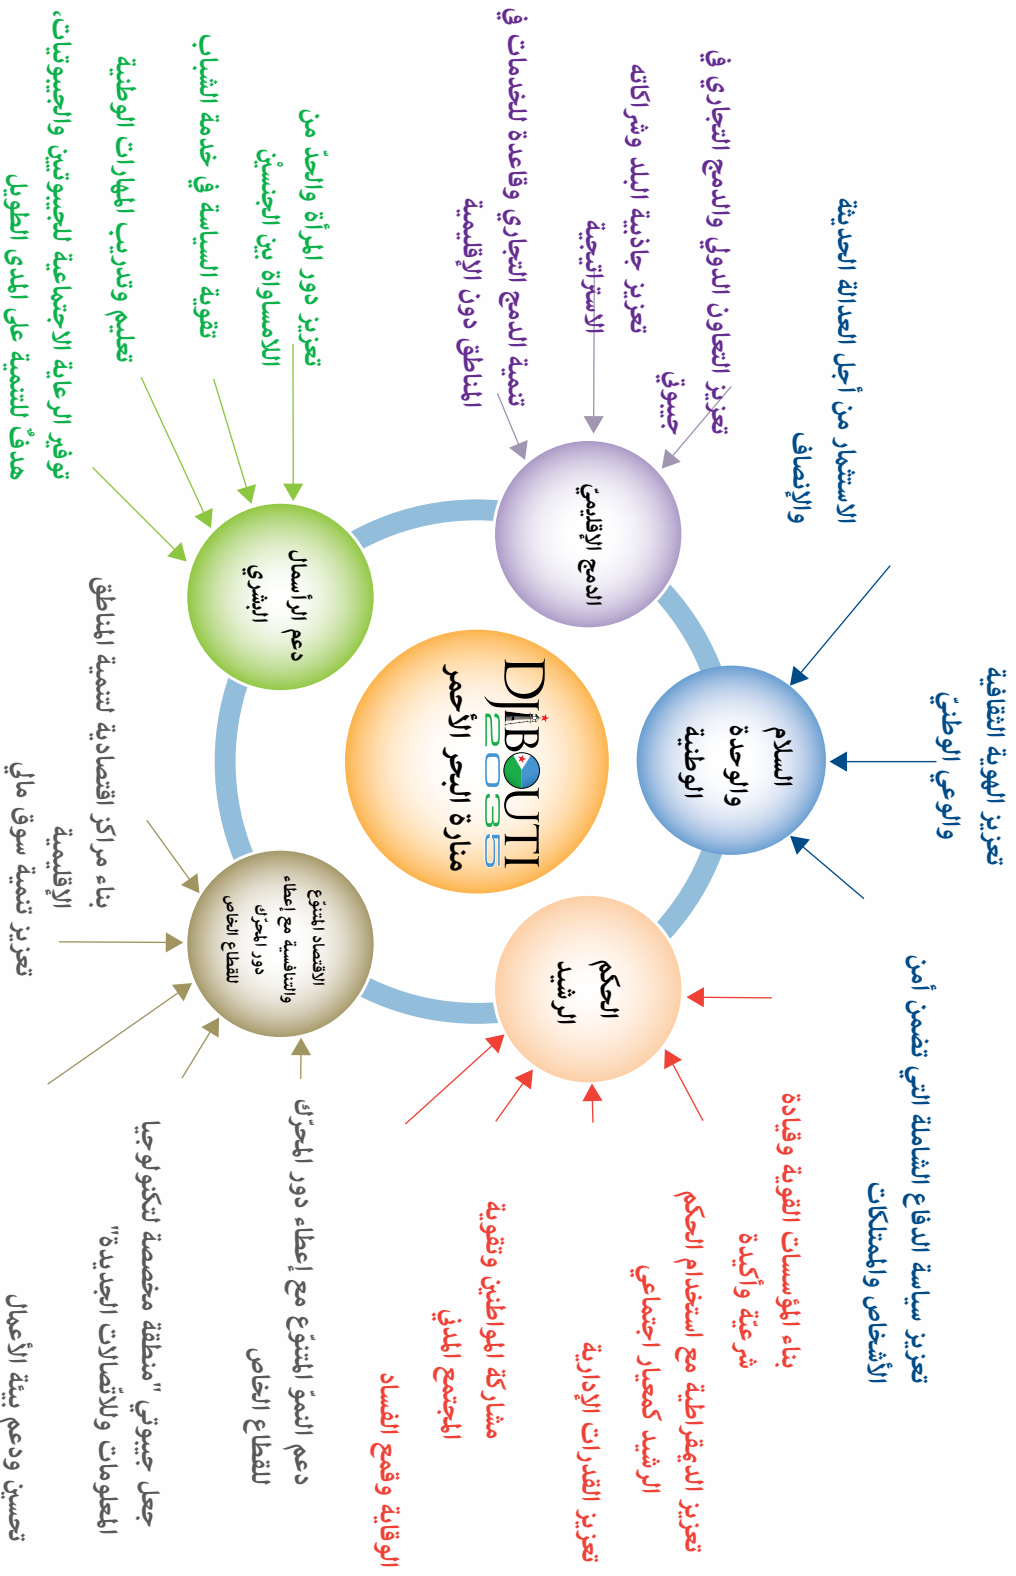 الاستثمار من أجل العدالة الحديثة
والإنصاف
تعزيز الهوية الثقافية
والوعي الوطنيّ
تعزيز سياسة الدفاع الشاملة التي تضمن أمن
الأشخاص والممتلكات
السلام
والوحدة
الوطنية
تعزيز التعاون الدولي والدمج التجاري في
جيبوتي
تعزيز جاذبية البلد وشراكاته
الاستراتيجية
تنمية الدمج التجاري وقاعدة للخدمات في
المناطق دون الإقليمية
الدمج الإقليميّ
بناء المؤسسات القوية وقيادة
شرعيّة وأكيدة
تعزيز الديمقراطية مع استخدام الحكم
الرشيد كمعيار اجتماعي
تعزيز القدرات الإدارية
مشاركة المواطنين وتقوية
المجتمع المدني
الوقاية وقمع الفساد
الحكم
الرشيد
DJIBOUTI
2035
منارة البحر الأحمر
تعزيز دور المرأة والحدّ من
اللامساواة بين الجنسيْن
تقوية السياسة في خدمة الشباب
تعليم وتدريب المهارات الوطنية
توفير الرعاية الاجتماعية للجيبوتيين والجيبوتيات،
هدفٌ للتنمية على المدى الطويل
دعم الرأسمال
البشري
الاقتصاد المتنوّع
والتنافسية مع إعطاء
دور المحرّك
للقطاع الخاص
بناء مراكز اقتصادية لتنمية المناطق
الإقليمية
تعزيز تنمية سوق مالي
دعم النموّ المتنوّع مع إعطاء دور المحرّك
للقطاع الخاص
جعل جيبوتي "منطقة مخصصة لتكنولوجيا
المعلومات وللاتّصالات الجديدة"
تحسين ودعم بيئة الأعمال